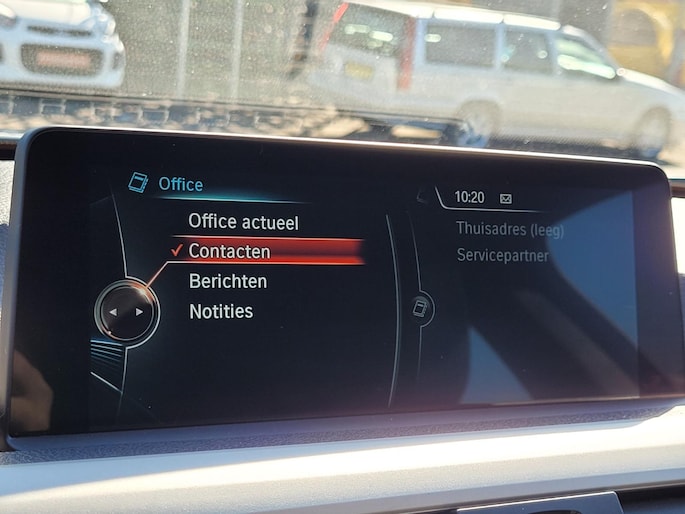 Office
Office actueel
Contacten
Berichten
Notities
10:20
Thuisadres (leeg)
Servicepartner